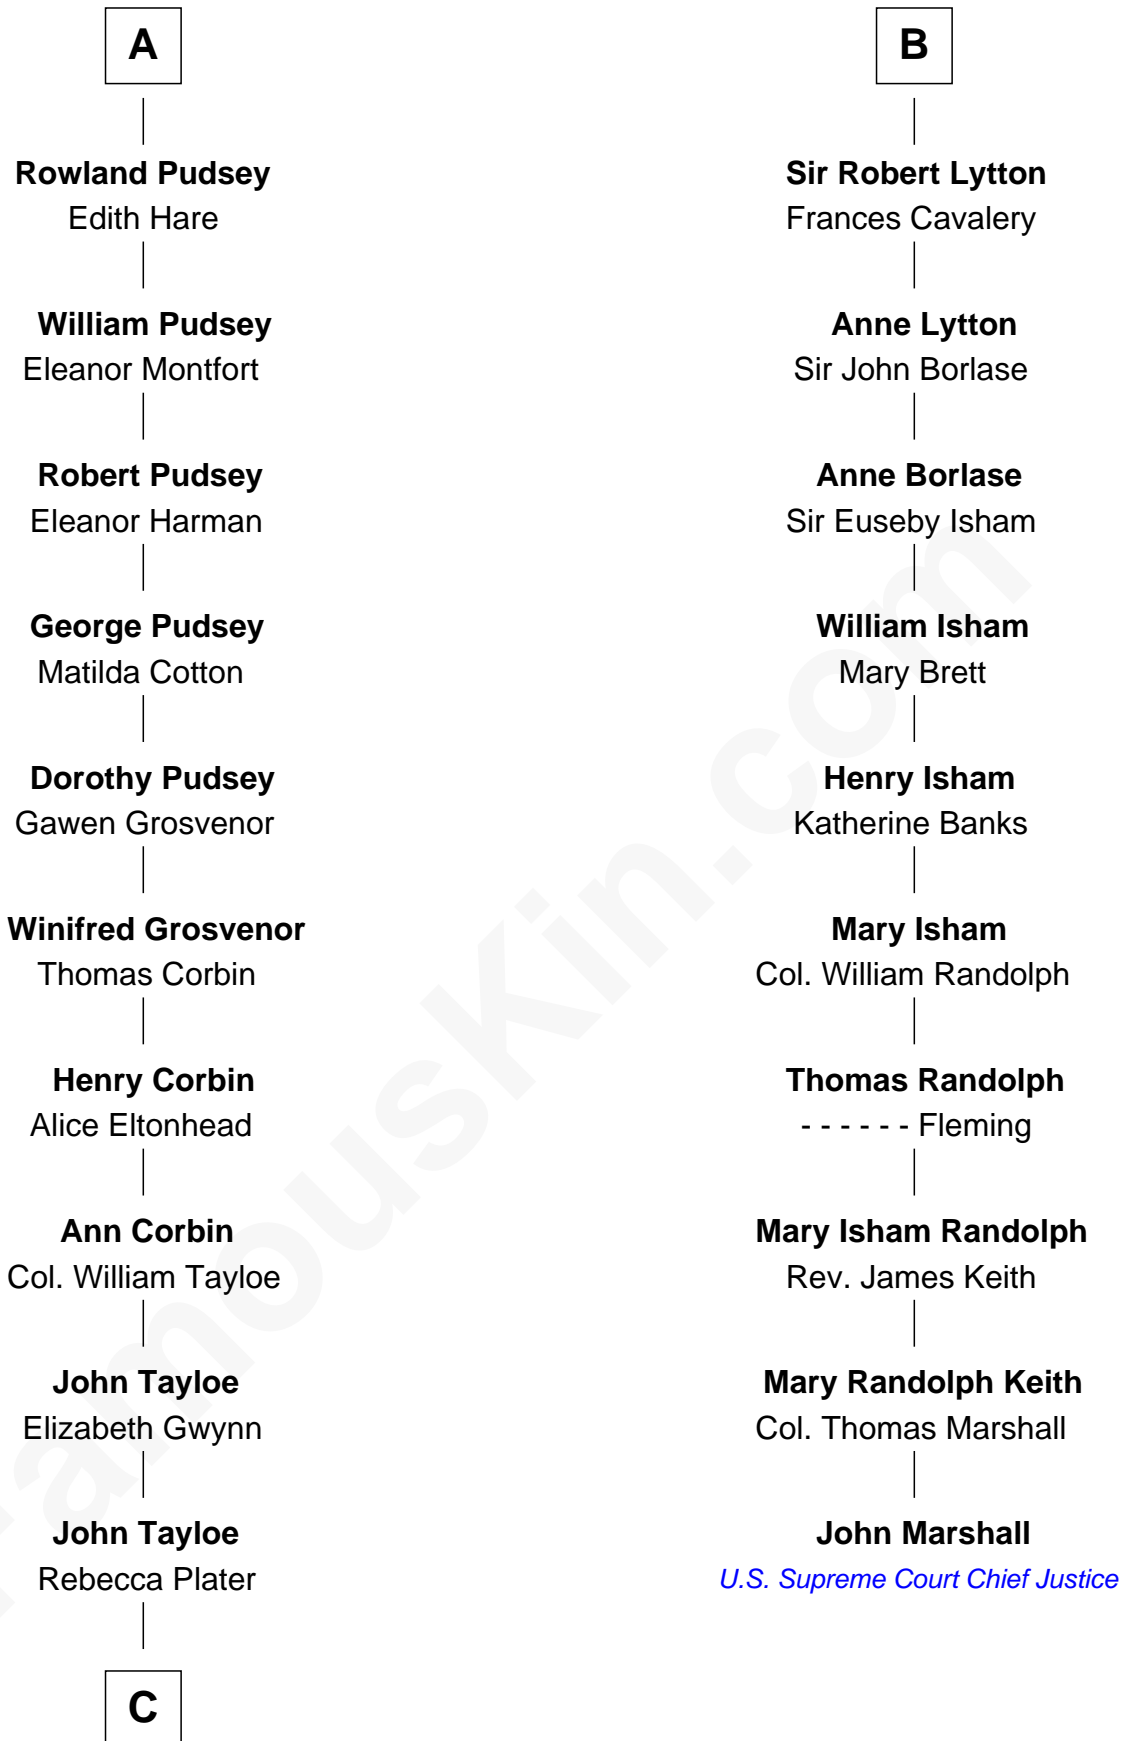 A
Rowland Pudsey
Edith Hare
William Pudsey
Eleanor Montfort
Robert Pudsey
Eleanor Harman
George Pudsey
Matilda Cotton
Dorothy Pudsey
Gawen Grosvenor
Winifred Grosvenor
Thomas Corbin
Henry Corbin
Alice Eltonhead
Ann Corbin
Col. William Tayloe
John Tayloe
Elizabeth Gwynn
John Tayloe
Rebecca Plater
C
B
Sir Robert Lytton
Frances Cavalery
Anne Lytton
Sir John Borlase
Anne Borlase
Sir Euseby Isham
William Isham
Mary Brett
Henry Isham
Katherine Banks
Mary Isham
Col. William Randolph
Thomas Randolph
- - - - - - Fleming
Mary Isham Randolph
Rev. James Keith
Mary Randolph Keith
Col. Thomas Marshall
John Marshall
U.S. Supreme Court Chief Justice
FamousKin.com